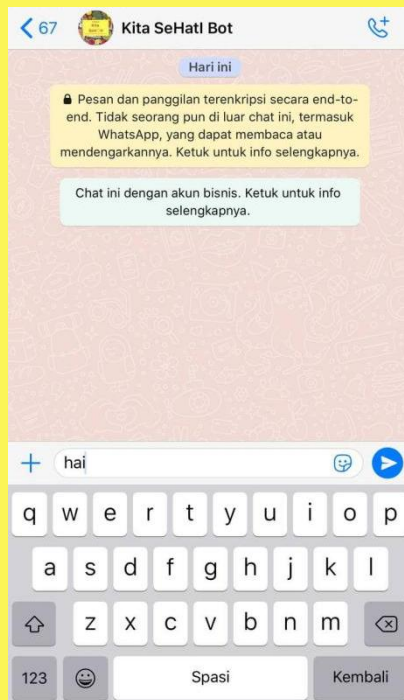 67
Kita SeHatI Bot
Hari ini
Pesan dan panggilan terenkripsi secara end-to-
end. Tidak seorang pun di luar chat ini, termasuk
WhatsApp, yang dapat membaca atau
mendengarkannya. Ketuk untuk info selengkapnya.
Chat ini dengan akun bisnis. Ketuk untuk info
selengkapnya.
hai
q w e r t y u i o p
a s d f g h j k l
z x c v b n m
123 Spasi Kembali